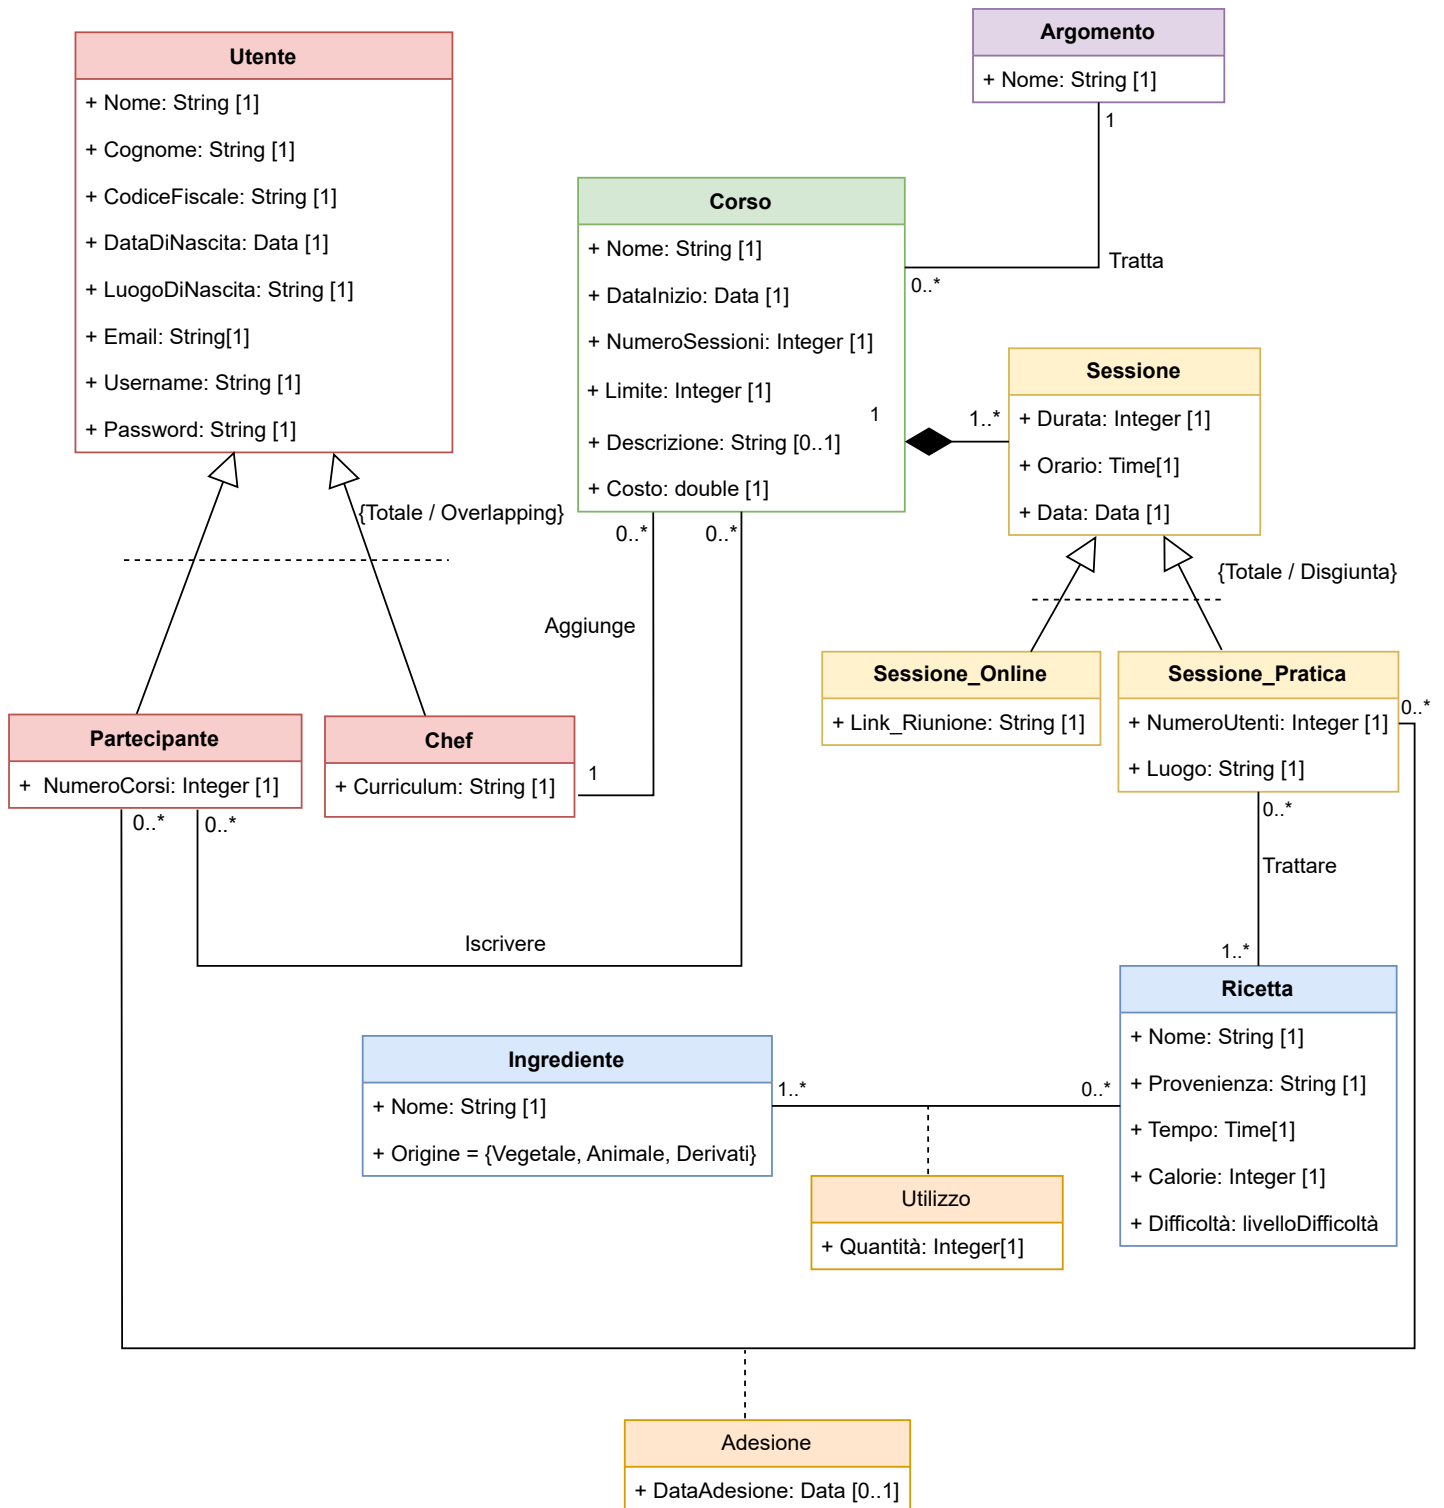 Argomento
+ Nome: String [1]
1
Tratta
0..*
Utente
+ Nome: String [1]
+ Cognome: String [1]
+ CodiceFiscale: String [1]
+ DataDiNascita: Data [1]
+ LuogoDiNascita: String [1]
+ Email: String[1]
+ Username: String [1]
+ Password: String [1]
{Totale / Overlapping}
Corso
+ Nome: String [1]
+ DataInizio: Data [1]
+ NumeroSessioni: Integer [1]
+ Limite: Integer [1]
+ Descrizione: String [0..1]
+ Costo: double [1]
1
1..*
0..*
0..*
Sessione
+ Durata: Integer [1]
+ Orario: Time[1]
+ Data: Data [1]
{Totale / Disgiunta}
Aggiunge
Sessione_Online
+ Link_Riunione: String [1]
Sessione_Pratica
+ NumeroUtenti: Integer [1]
+ Luogo: String [1]
0..*
0..*
Partecipante
+ NumeroCorsi: Integer [1]
0..*
0..*
Chef
+ Curriculum: String [1]
1
Trattare
Iscrivere
1..*
Ricetta
+ Nome: String [1]
+ Provenienza: String [1]
+ Tempo: Time[1]
+ Calorie: Integer [1]
+ Difficoltà: livelloDifficoltà
Ingrediente
+ Nome: String [1]
+ Origine = {Vegetale, Animale, Derivati}
1..*
0..*
Utilizzo
+ Quantità: Integer[1]
Adesione
+ DataAdesione: Data [0..1]